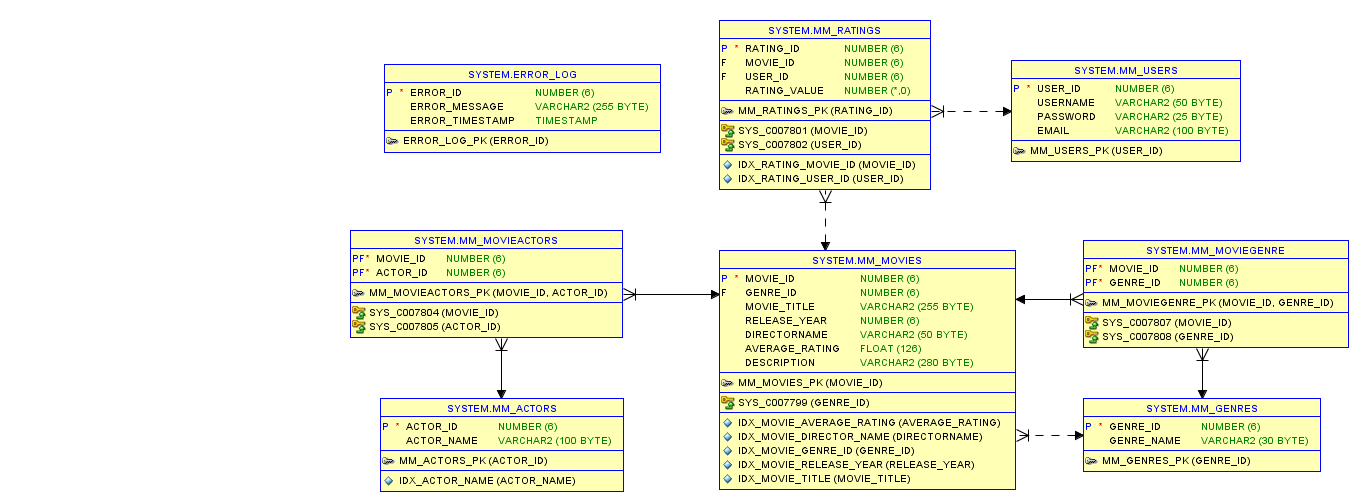 SYSTEM.MM_RATINGS
P * RATING_ID NUMBER (6)
F MOVIE_ID NUMBER (6)
F USER_ID NUMBER (6)
RATING_VALUE NUMBER (*,0)
MM_RATINGS_PK (RATING_ID)
SYS_C007801 (MOVIE_ID)
SYS_C007802 (USER_ID)
IDX_RATING_MOVIE_ID (MOVIE_ID)
IDX_RATING_USER_ID (USER_ID)
SYSTEM.ERROR_LOG
P * ERROR_ID NUMBER (6)
ERROR_MESSAGE VARCHAR2 (255 BYTE)
ERROR_TIMESTAMP TIMESTAMP
ERROR_LOG_PK (ERROR_ID)
SYSTEM.MM_USERS
P * USER_ID NUMBER (6)
USERNAME VARCHAR2 (50 BYTE)
PASSWORD VARCHAR2 (25 BYTE)
EMAIL VARCHAR2 (100 BYTE)
MM_USERS_PK (USER_ID)
SYSTEM.MM_MOVIEACTORS
PF* MOVIE_ID NUMBER (6)
PF* ACTOR_ID NUMBER (6)
MM_MOVIEACTORS_PK (MOVIE_ID, ACTOR_ID)
SYS_C007804 (MOVIE_ID)
SYS_C007805 (ACTOR_ID)
SYSTEM.MM_MOVIES
P * MOVIE_ID NUMBER (6)
F GENRE_ID NUMBER (6)
MOVIE_TITLE VARCHAR2 (255 BYTE)
RELEASE_YEAR NUMBER (6)
DIRECTORNAME VARCHAR2 (50 BYTE)
AVERAGE_RATING FLOAT (126)
DESCRIPTION VARCHAR2 (280 BYTE)
MM_MOVIES_PK (MOVIE_ID)
SYS_C007799 (GENRE_ID)
IDX_MOVIE_AVERAGE_RATING (AVERAGE_RATING)
IDX_MOVIE_DIRECTOR_NAME (DIRECTORNAME)
IDX_MOVIE_GENRE_ID (GENRE_ID)
IDX_MOVIE_RELEASE_YEAR (RELEASE_YEAR)
IDX_MOVIE_TITLE (MOVIE_TITLE)
SYSTEM.MM_MOVIEGENRE
PF* MOVIE_ID NUMBER (6)
PF* GENRE_ID NUMBER (6)
MM_MOVIEGENRE_PK (MOVIE_ID, GENRE_ID)
SYS_C007807 (MOVIE_ID)
SYS_C007808 (GENRE_ID)
SYSTEM.MM_ACTORS
P * ACTOR_ID NUMBER (6)
ACTOR_NAME VARCHAR2 (100 BYTE)
MM_ACTORS_PK (ACTOR_ID)
IDX_ACTOR_NAME (ACTOR_NAME)
SYSTEM.MM_GENRES
P * GENRE_ID NUMBER (6)
GENRE_NAME VARCHAR2 (30 BYTE)
MM_GENRES_PK (GENRE_ID)